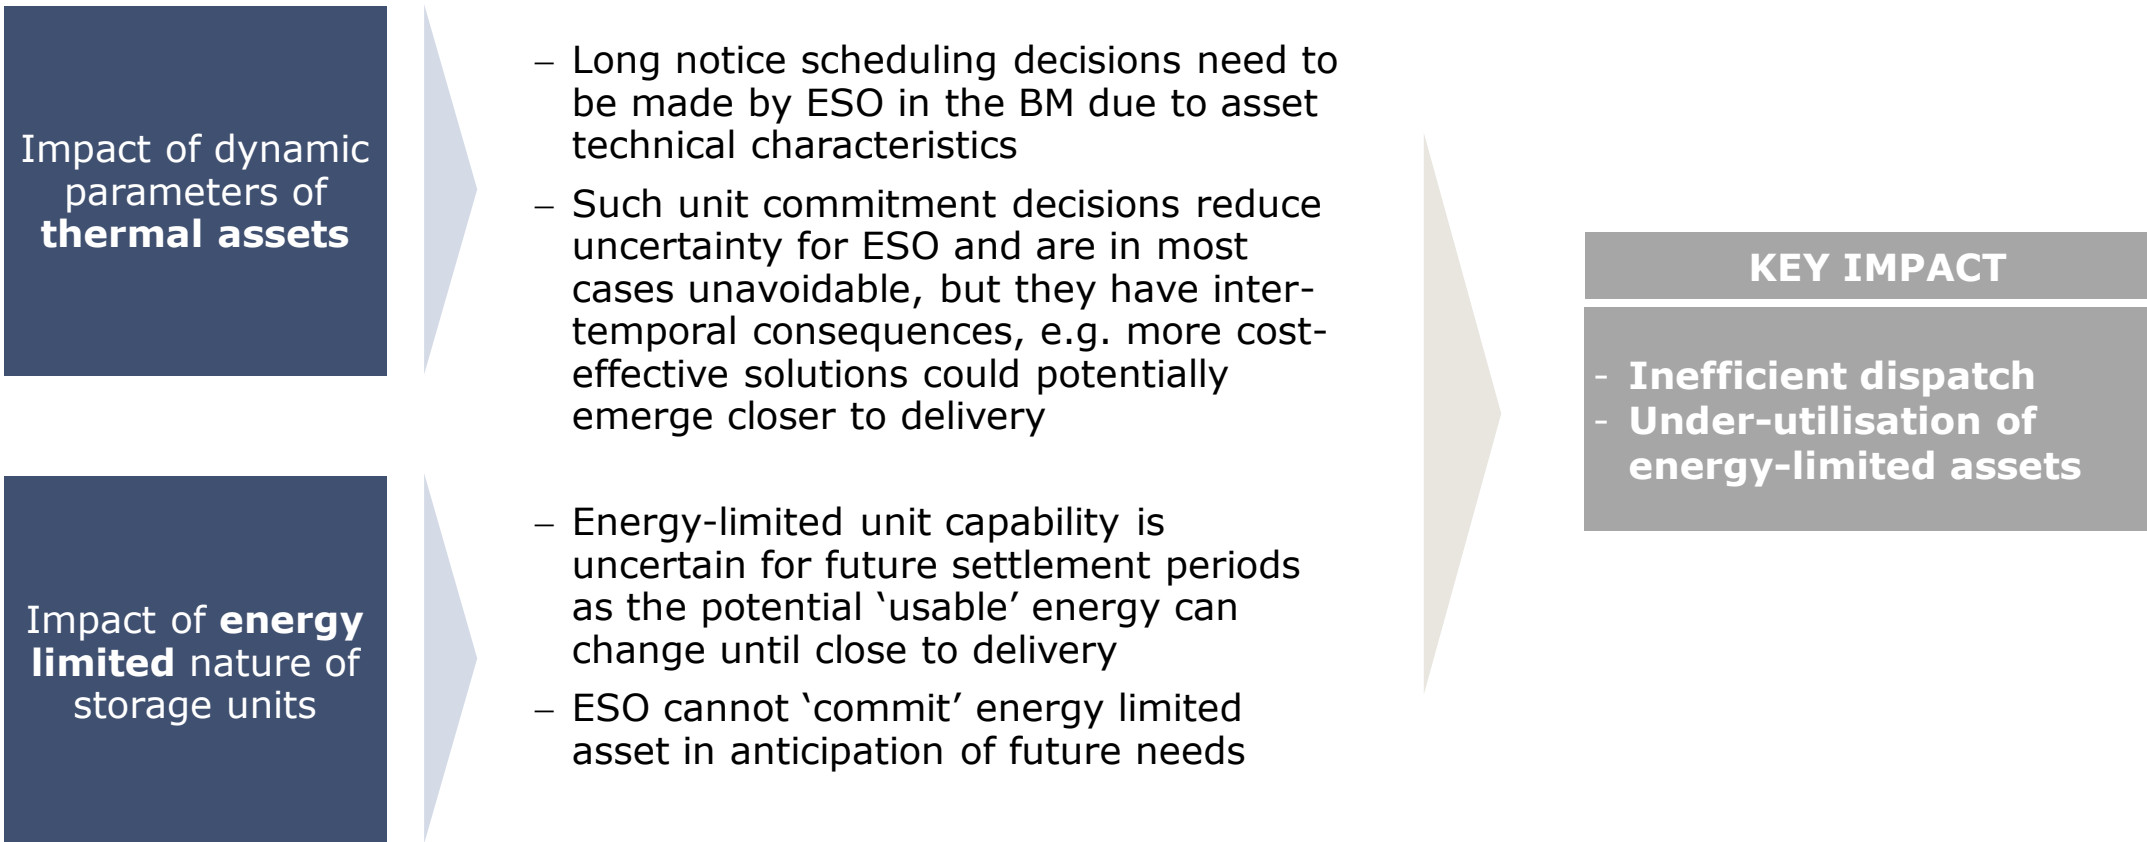 Impact of dynamic
parameters of
thermal assets
– Long notice scheduling decisions need to
be made by ESO in the BM due to asset
technical characteristics
– Such unit commitment decisions reduce
uncertainty for ESO and are in most
cases unavoidable, but they have inter-
temporal consequences, e.g. more cost-
effective solutions could potentially
emerge closer to delivery
Impact of energy
limited nature of
storage units
– Energy-limited unit capability is
uncertain for future settlement periods
as the potential ‘usable’ energy can
change until close to delivery
– ESO cannot ‘commit’ energy limited
asset in anticipation of future needs
KEY IMPACT
- Inefficient dispatch
- Under-utilisation of
energy-limited assets